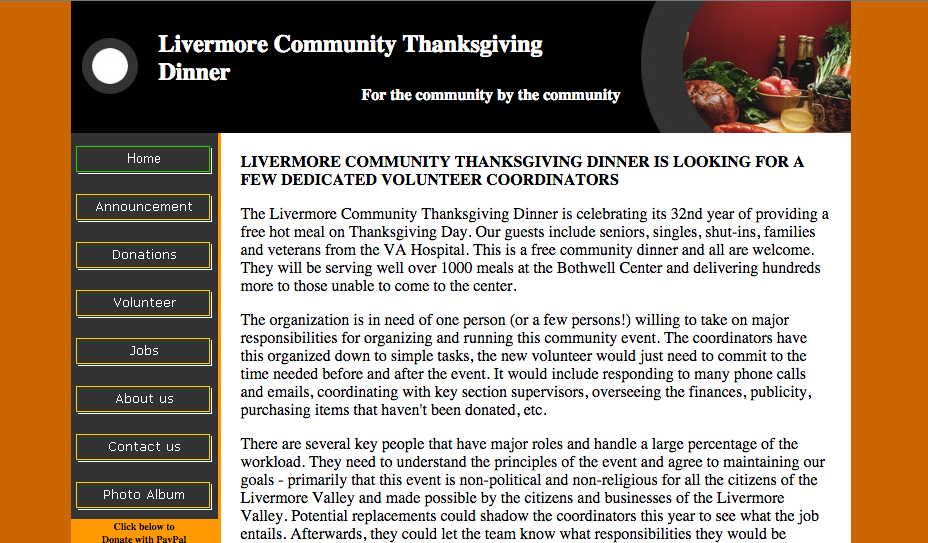 Livermore Community Thanksgiving
Dinner
For the community by the community
Home
Announcement
Donations
Volunteer
Jobs
About us
Contact us
Photo Album
Click below to
Donate with PayPal
LIVERMORE COMMUNITY THANKSGIVING DINNER IS LOOKING FOR A
FEW DEDICATED VOLUNTEER COORDINATORS
The Livermore Community Thanksgiving Dinner is celebrating its 32nd year of providing a
free hot meal on Thanksgiving Day. Our guests include seniors, singles, shut-ins, families
and veterans from the VA Hospital. This is a free community dinner and all are welcome.
They will be serving well over 1000 meals at the Bothwell Center and delivering hundreds
more to those unable to come to the center.
The organization is in need of one person (or a few persons!) willing to take on major
responsibilities for organizing and running this community event. The coordinators have
this organized down to simple tasks, the new volunteer would just need to commit to the
time needed before and after the event. It would include responding to many phone calls
and emails, coordinating with key section supervisors, overseeing the finances, publicity,
purchasing items that haven't been donated, etc.
There are several key people that have major roles and handle a large percentage of the
workload. They need to understand the principles of the event and agree to maintaining our
goals - primarily that this event is non-political and non-religious for all the citizens of the
Livermore Valley and made possible by the citizens and businesses of the Livermore
Valley. Potential replacements could shadow the coordinators this year to see what the job
entails. Afterwards, they could let the team know what responsibilities they would be